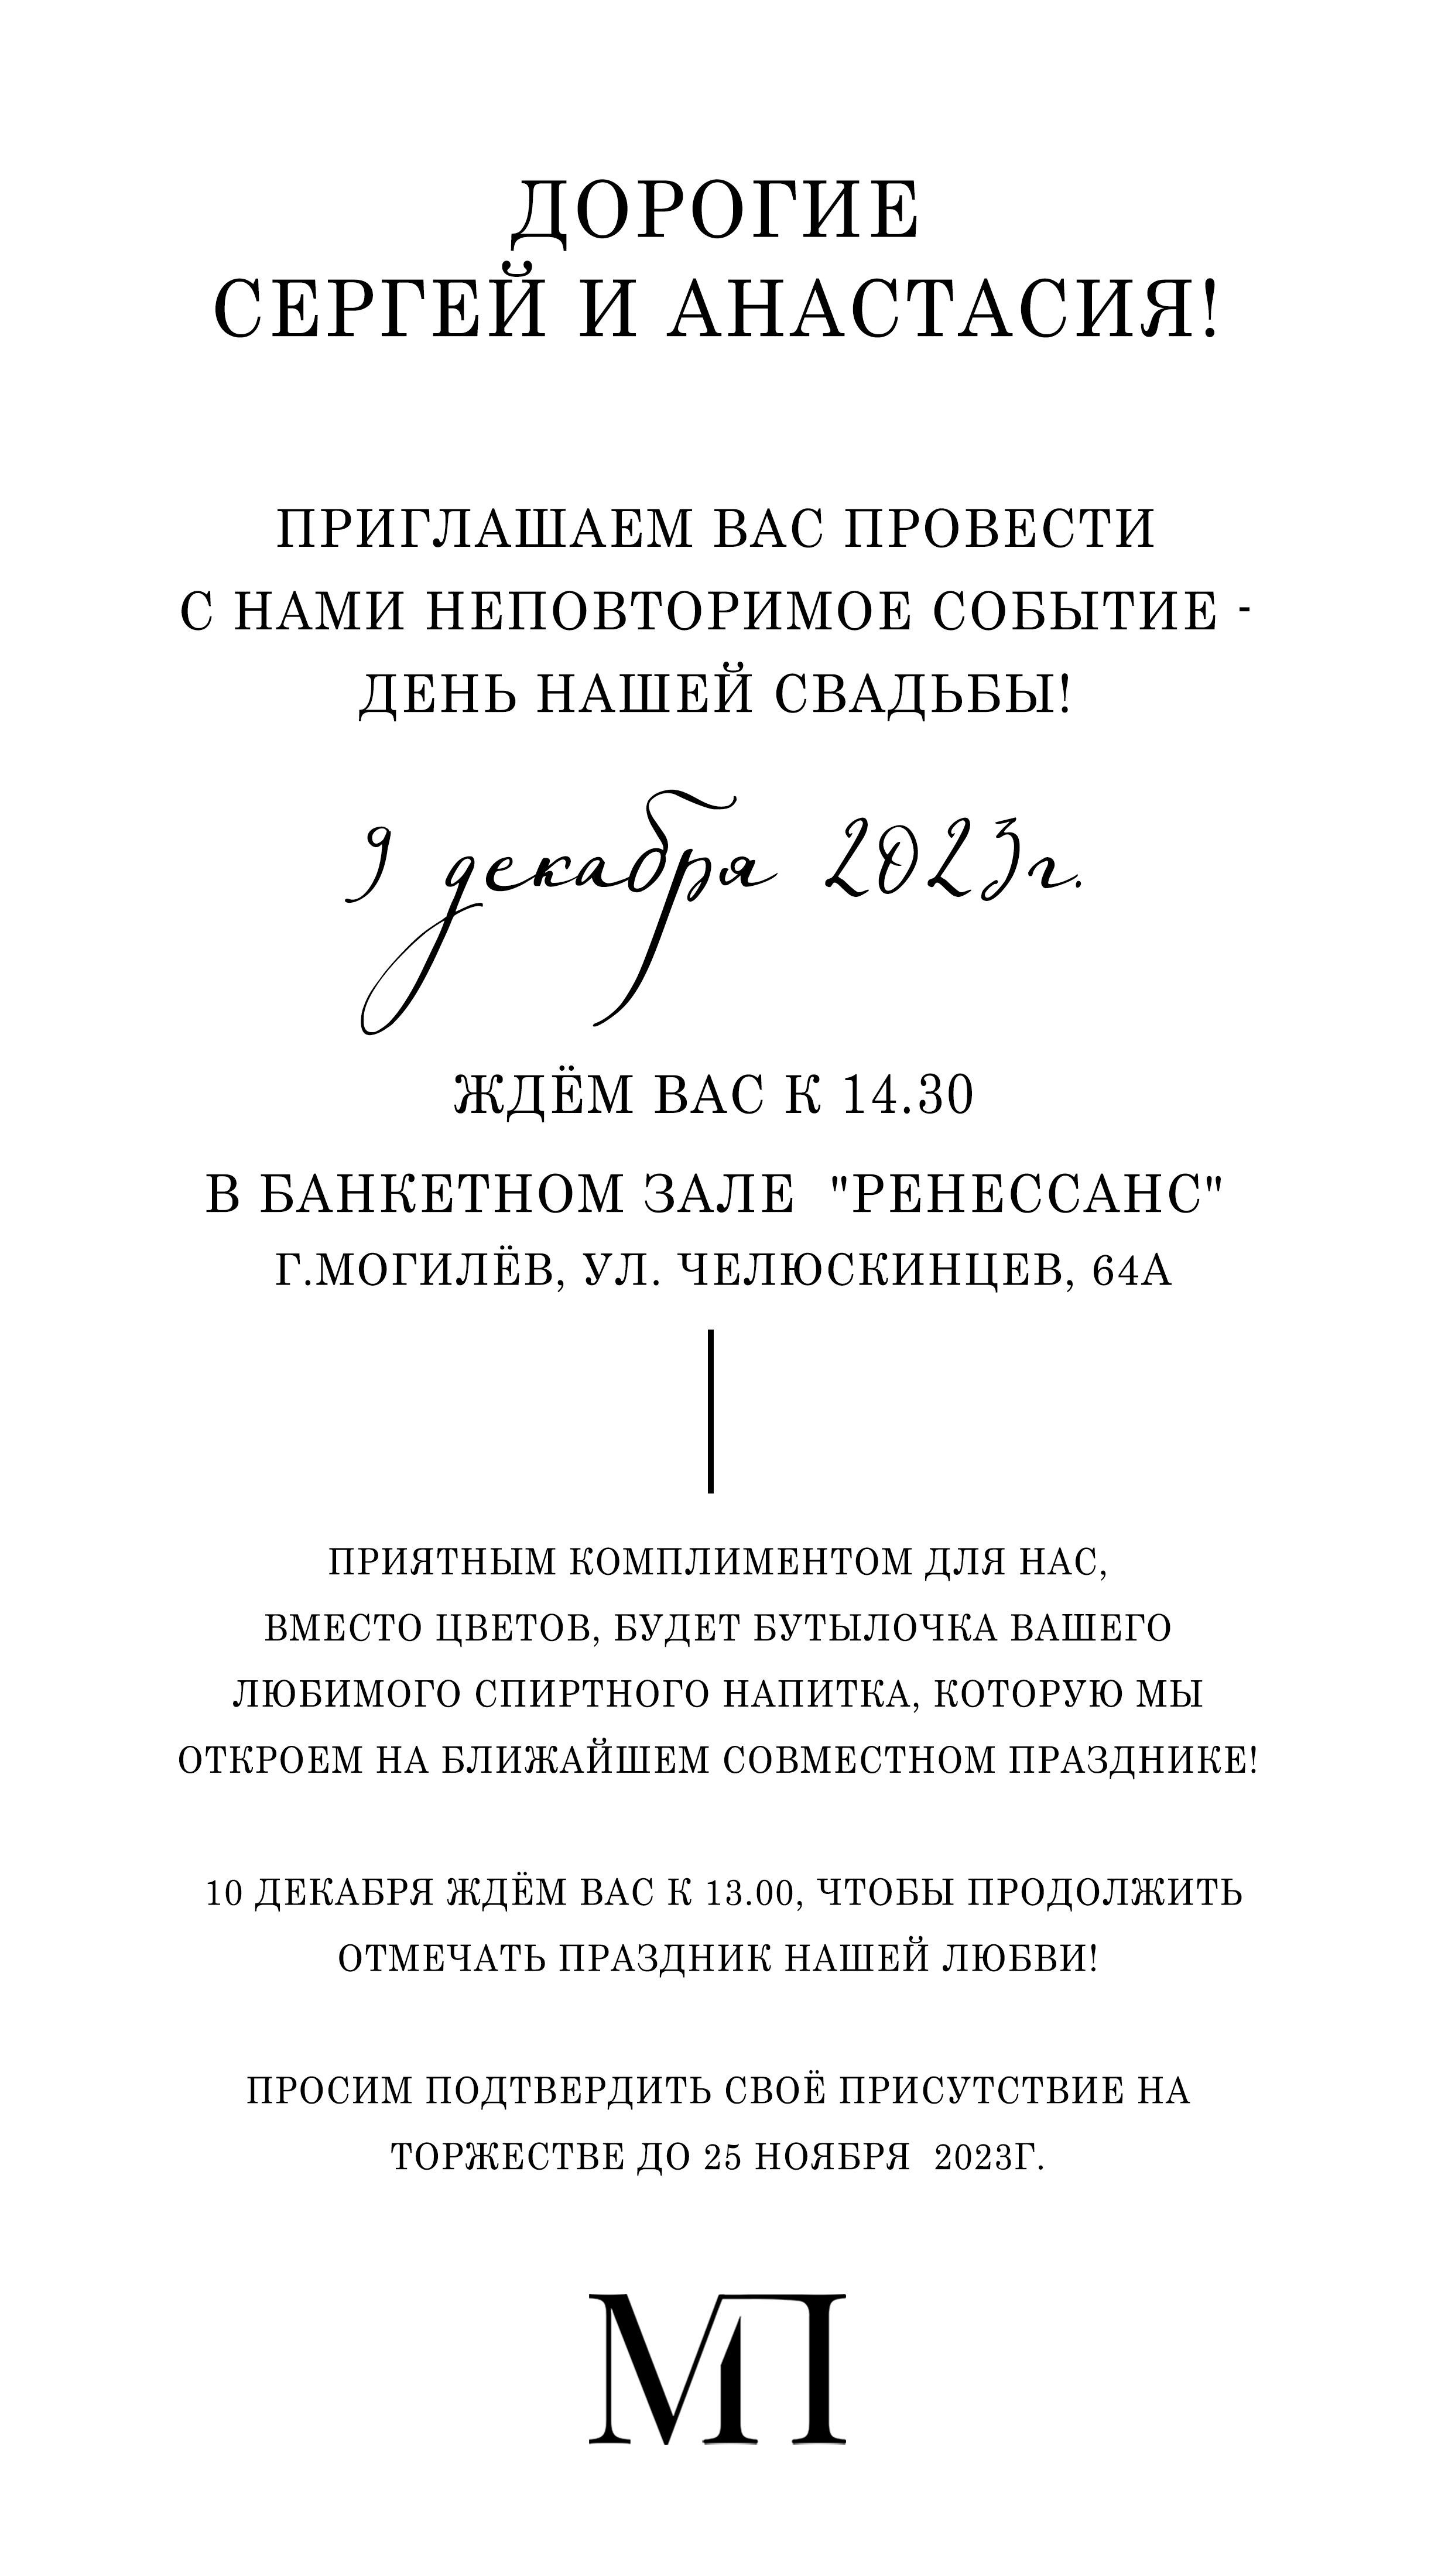 ДОРОГИЕ
СЕРГЕЙ И АНАСТАСИЯ!
ПРИГЛАШАЕМ ВАС ПРОВЕСТИ
С НАМИ НЕПОВТОРИМОЕ СОБЫТИЕ -
ДЕНЬ НАШЕЙ СВАДЬБЫ!
9 декабря 2023г.
ЖДЁМ ВАС К 14.30
В БАНКЕТНОМ ЗАЛЕ "РЕНЕССАНС"
Г.МОГИЛЁВ, УЛ. ЧЕЛЮСКИНЦЕВ, 64А
ПРИЯТНЫМ КОМПЛИМЕНТОМ ДЛЯ НАС,
ВМЕСТО ЦВЕТОВ, БУДЕТ БУТЫЛОЧКА ВАШЕГО
ЛЮБИМОГО СПИРТНОГО НАПИТКА, КОТОРУЮ МЫ
ОТКРОЕМ НА БЛИЖАЙШЕМ СОВМЕСТНОМ ПРАЗДНИКЕ!
10 ДЕКАБРЯ ЖДЁМ ВАС К 13.00, ЧТОБЫ ПРОДОЛЖИТЬ
ОТМЕЧАТЬ ПРАЗДНИК НАШЕЙ ЛЮБВИ!
ПРОСИМ ПОДТВЕРДИТЬ СВОЁ ПРИСУТСТВИЕ НА
ТОРЖЕСТВЕ ДО 25 НОЯБРЯ 2023Г.
МП